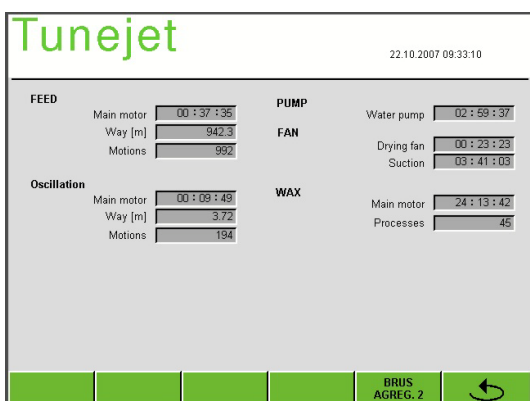 Tunejet
22.10.2007 09:33:10
FEED
Main motor 00 : 37 : 35
Way [m] 942.3
Motions 992
Oscillation
Main motor 00 : 09 : 49
Way [m] 3.72
Motions 194
PUMP
Water pump 02 : 59 : 37
FAN
Drying fan 00 : 23 : 23
Suction 03 : 41 : 03
WAX
Main motor 24 : 13 : 42
Processes 45
BRUS
AGREG. 2